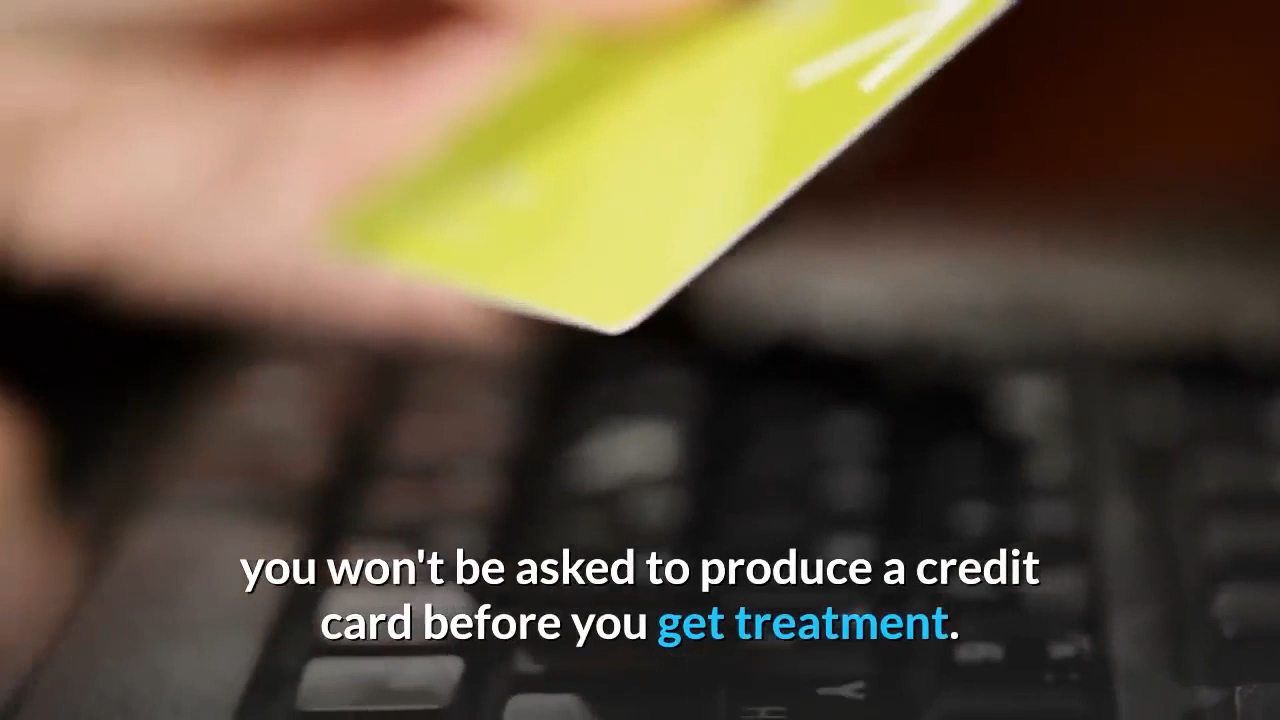 you won't be asked to produce a credit
card before you get treatment.
Y
H